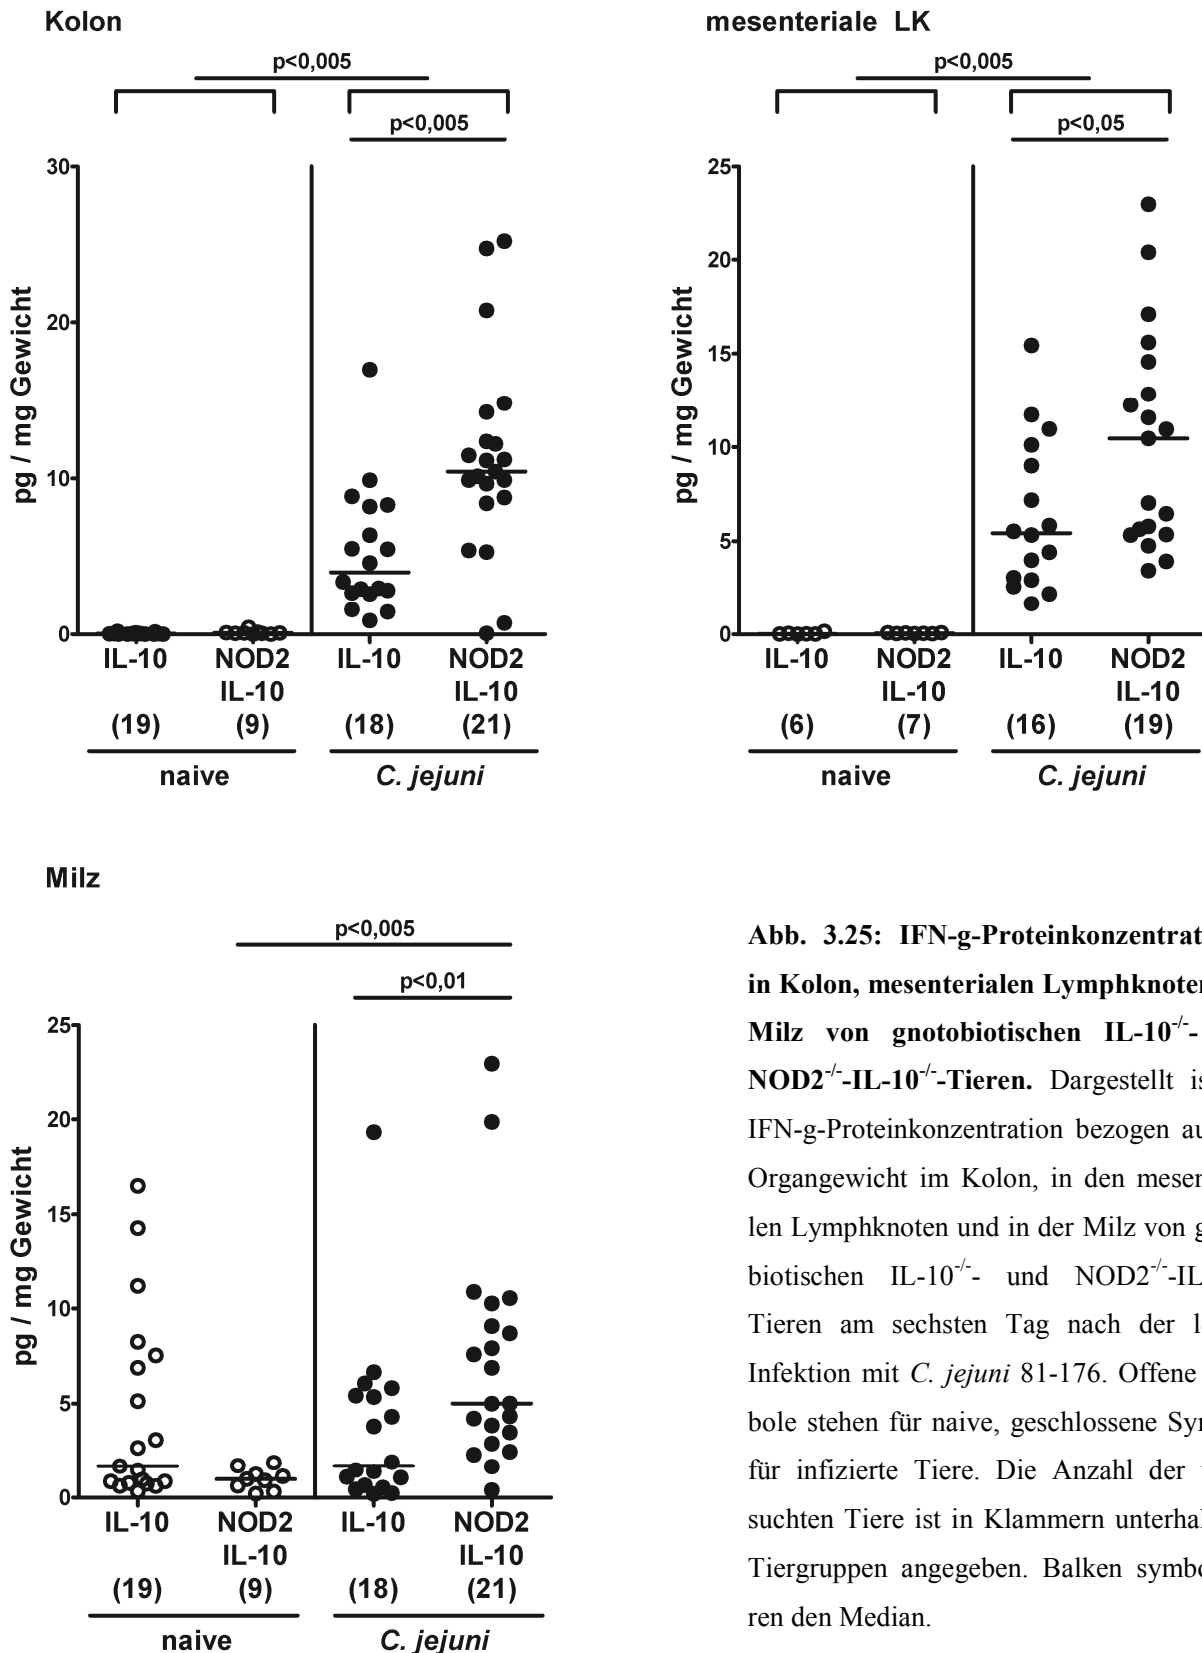 Kolon
p<0,005
p<0,005
30
20
10
0
pg / mg Gewicht
IL-10 NOD2 IL-10 NOD2
IL-10 IL-10
(19) (9) (18) (21)
naive C. jejuni
mesenteriale LK
p<0,005
p<0,05
25
20
15
10
5
0
pg / mg Gewicht
IL-10 NOD2 IL-10 NOD2
IL-10 IL-10
(6) (7) (16) (19)
naive C. jejuni
Milz
p<0,005
p<0,01
25
20
15
10
5
0
pg / mg Gewicht
IL-10 NOD2 IL-10 NOD2
IL-10 IL-10
(19) (9) (18) (21)
naive C. jejuni
Abb. 3.25: IFN-g-Proteinkonzentrat
in Kolon, mesenterialen Lymphknoten
Milz von gnotobiotischen IL-10⁻/⁻-
NOD2⁻/⁻-IL-10⁻/⁻-Tieren. Dargestellt is
IFN-g-Proteinkonzentration bezogen au
Organgewicht im Kolon, in den mesen
len Lymphknoten und in der Milz von g
biotischen IL-10⁻/⁻- und NOD2⁻/⁻-IL
Tieren am sechsten Tag nach der l
Infektion mit C. jejuni 81-176. Offene
bole stehen für naive, geschlossene Sy
für infizierte Tiere. Die Anzahl der
suchten Tiere ist in Klammern unterhal
Tiergruppen angegeben. Balken symbo
ren den Median.